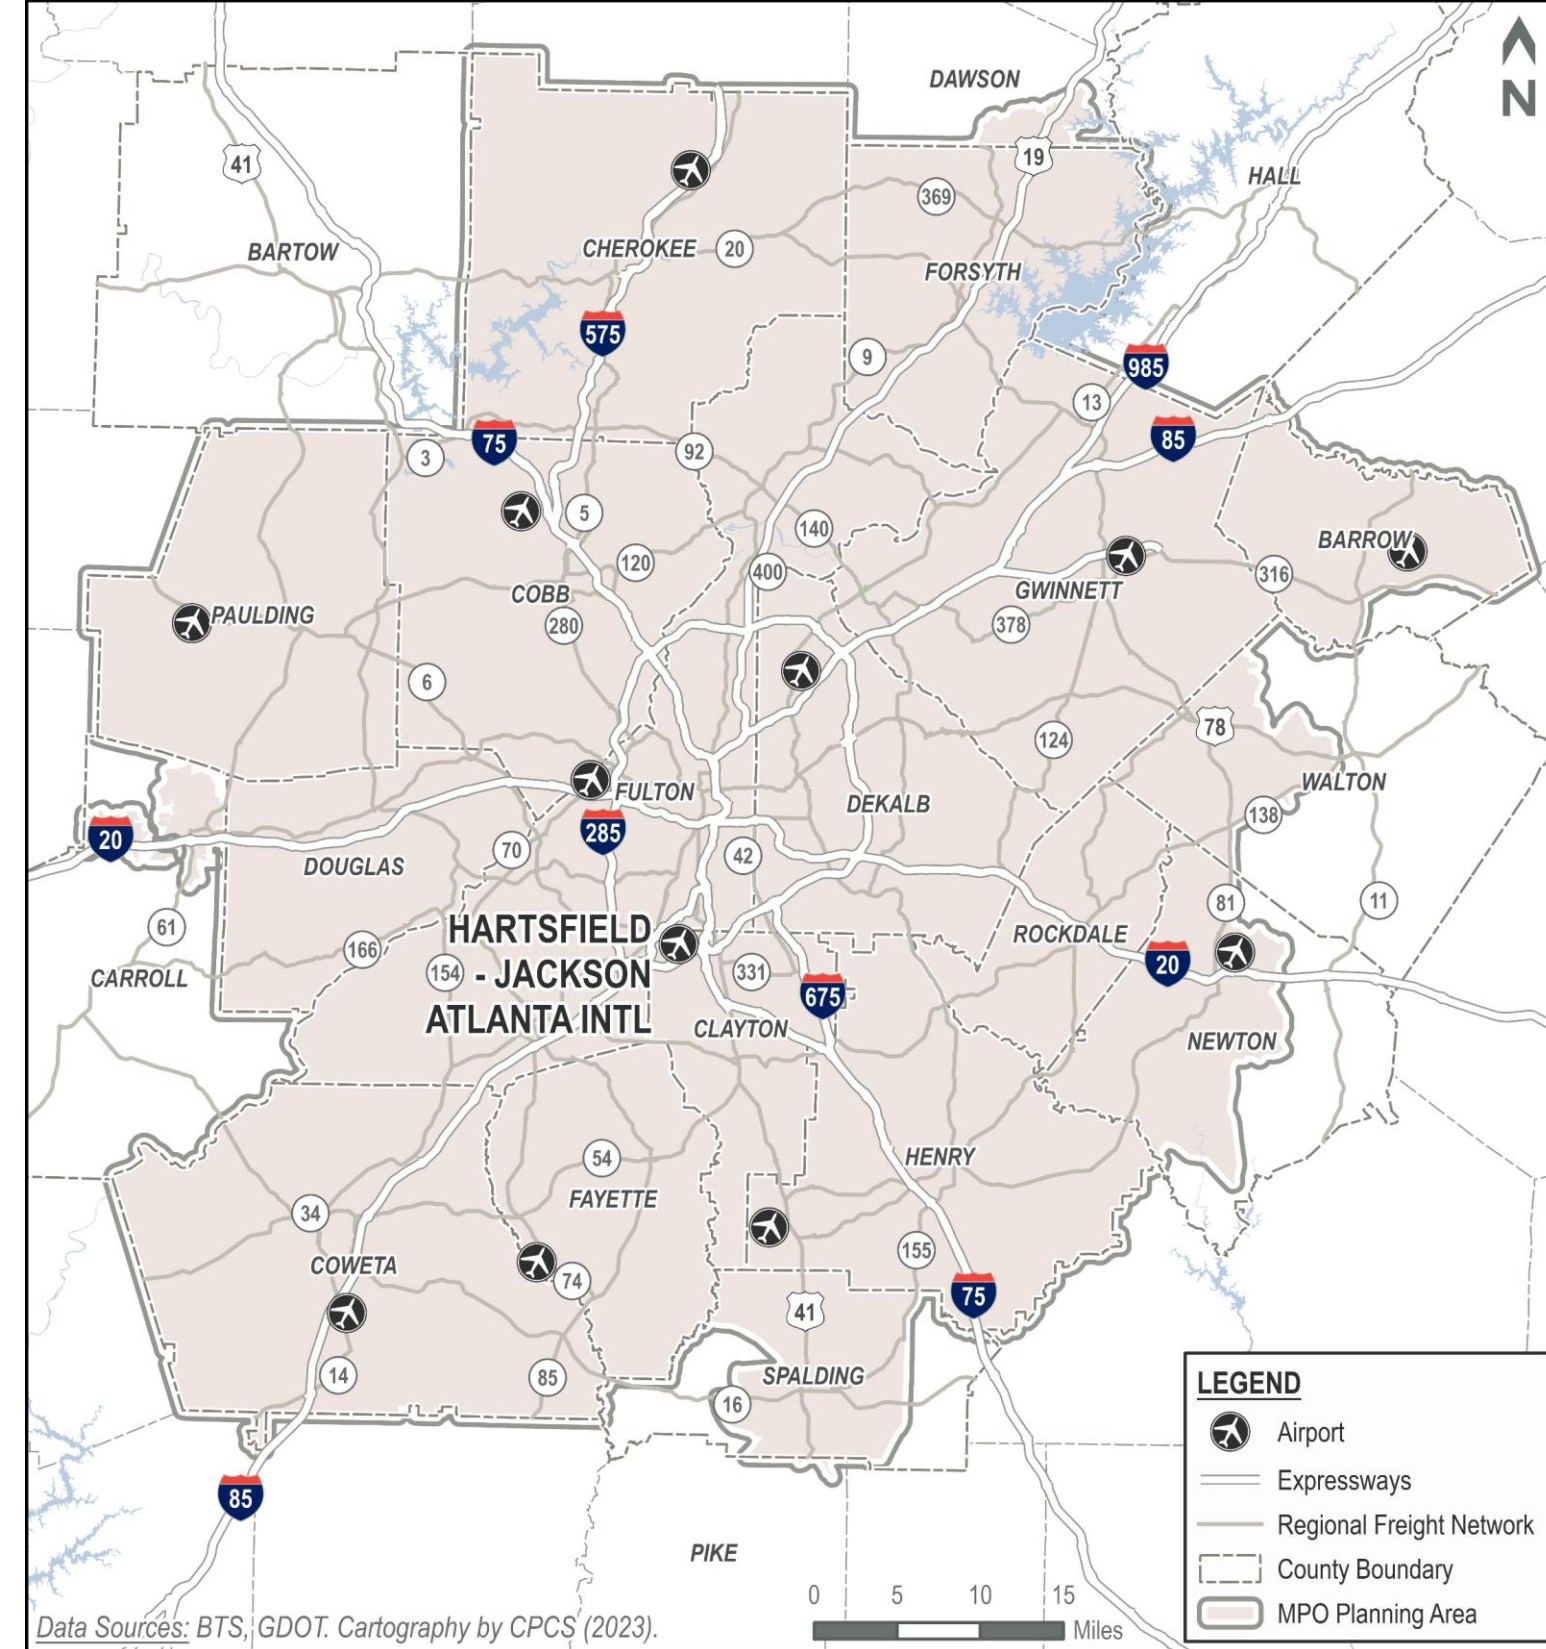 DAWSON
N
41
19
HALL
369
BARTOW
CHEROKEE
20
FORSYTH
575
9
985
13
75
85
3
92
5
140
120
400
BARROW
316
COBB
GWINNETT
280
378
PAULDING
6
78
124
FULTON
WALTON
DEKALB
138
20
285
70
42
DOUGLAS
61
81
11
HARTSFIELD
- JACKSON
ATLANTA INTL
166
154
331
ROCKDALE
20
CARROLL
675
CLAYTON
NEWTON
54
HENRY
FAYETTE
34
155
COWETA
74
75
41
14
85
SPALDING
16
85
PIKE
LEGEND
Airport
Expressways
Regional Freight Network
County Boundary
MPO Planning Area
0 5 10 15
Miles
Data Sources: BTS, GDOT. Cartography by CPCS (2023).